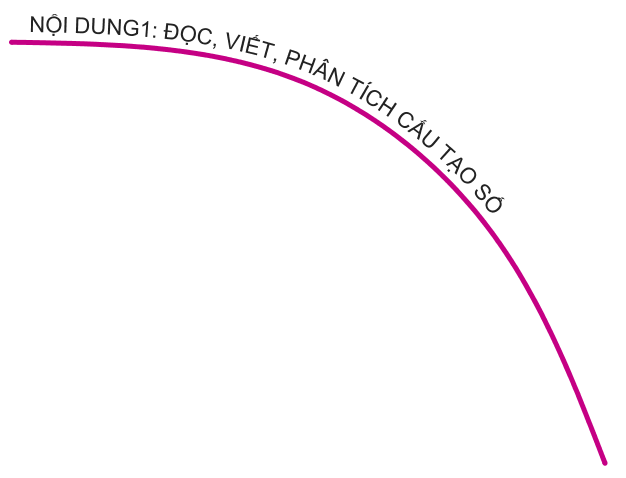 NỘI DUNG1: ĐỌC, VIẾT, PHÂN TÍCH CẤU TẠO SỐ